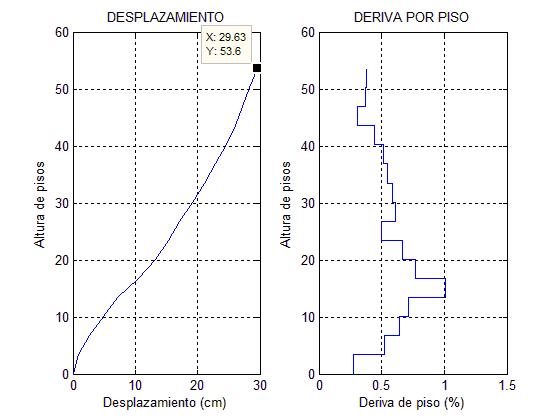 DESPLAZAMIENTO
X: 29.63
Y: 53.6
60
50
40
30
20
10
0
0 10 20 30
Altura de pisos
Desplazamiento (cm)
DERIVA POR PISO
60
50
40
30
20
10
0
0 0.5 1 1.5
Altura de pisos
Deriva de piso (%)